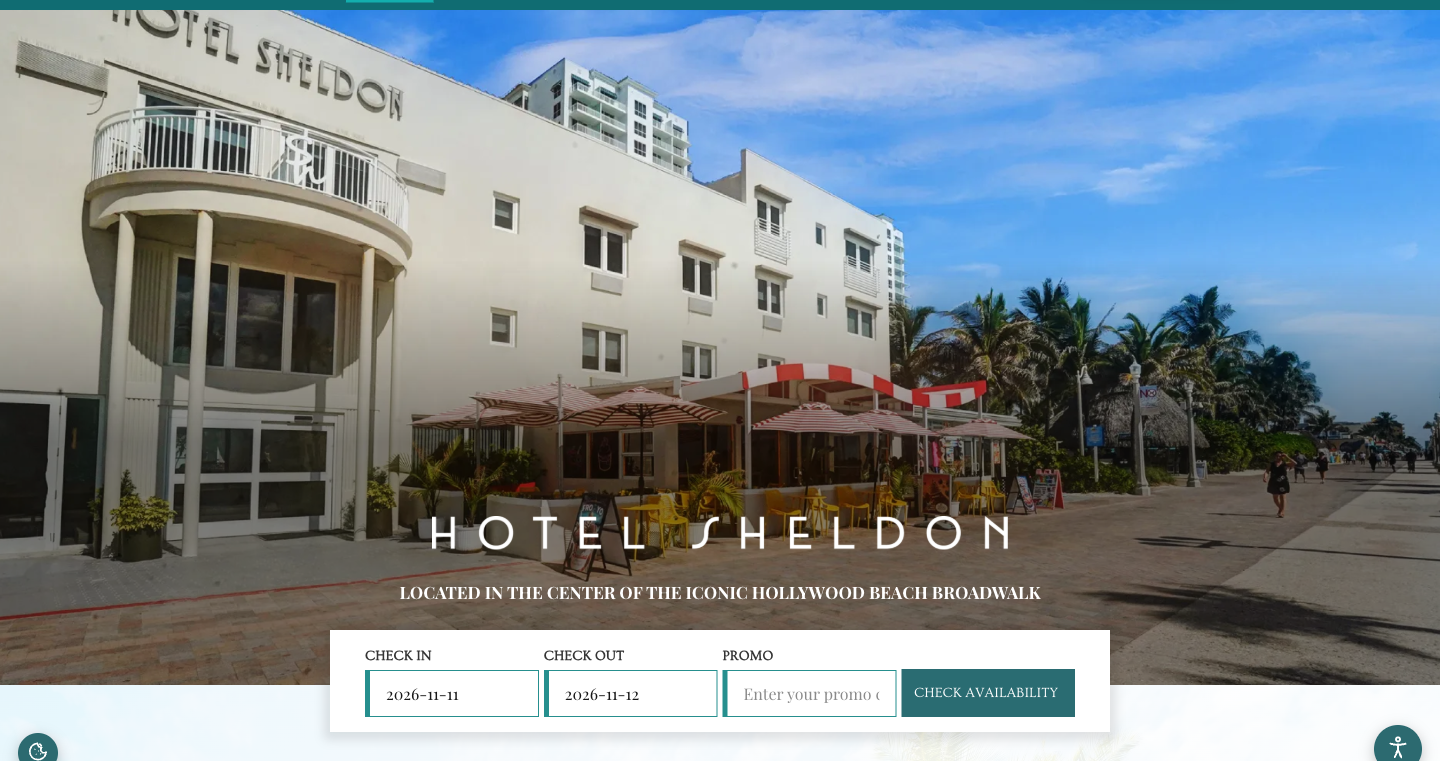 HOTEL SHELDON
HOTEL SHELDON
LOCATED IN THE CENTER OF THE ICONIC HOLLYWOOD BEACH BROADWALK
CHECK IN
CHECK OUT
PROMO
2026-11-11
2026-11-12
Enter your promo c
CHECK AVAILABILITY